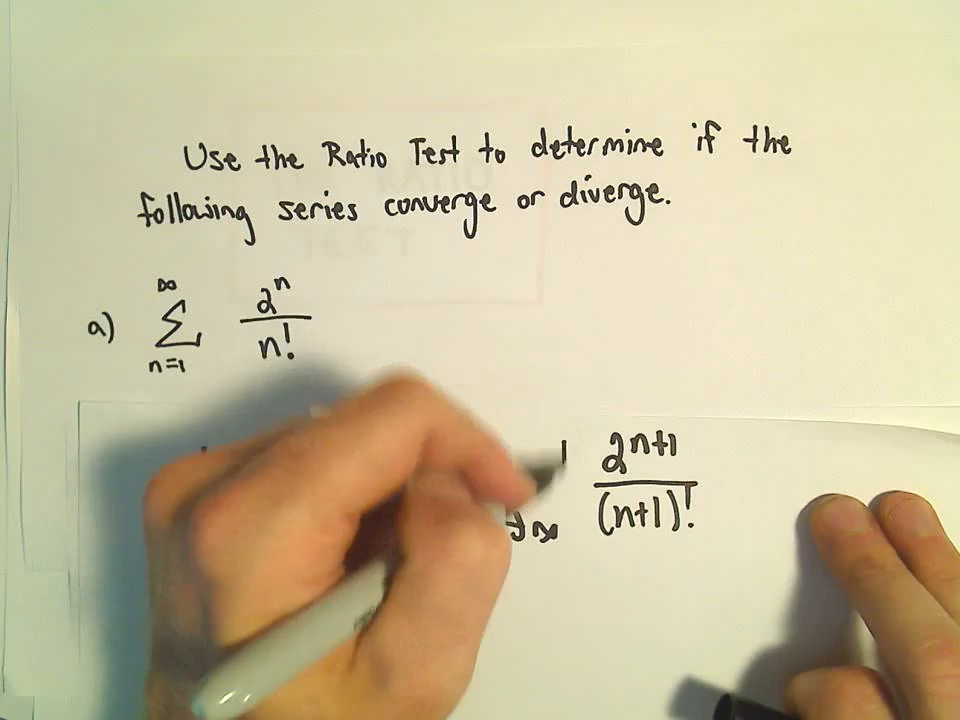 Use the Ratio Test to determine if the
following series converge or diverge.
a) ∞ Σ n=1 2^n / n!
→∞ 2^n+1 / (n+1)!